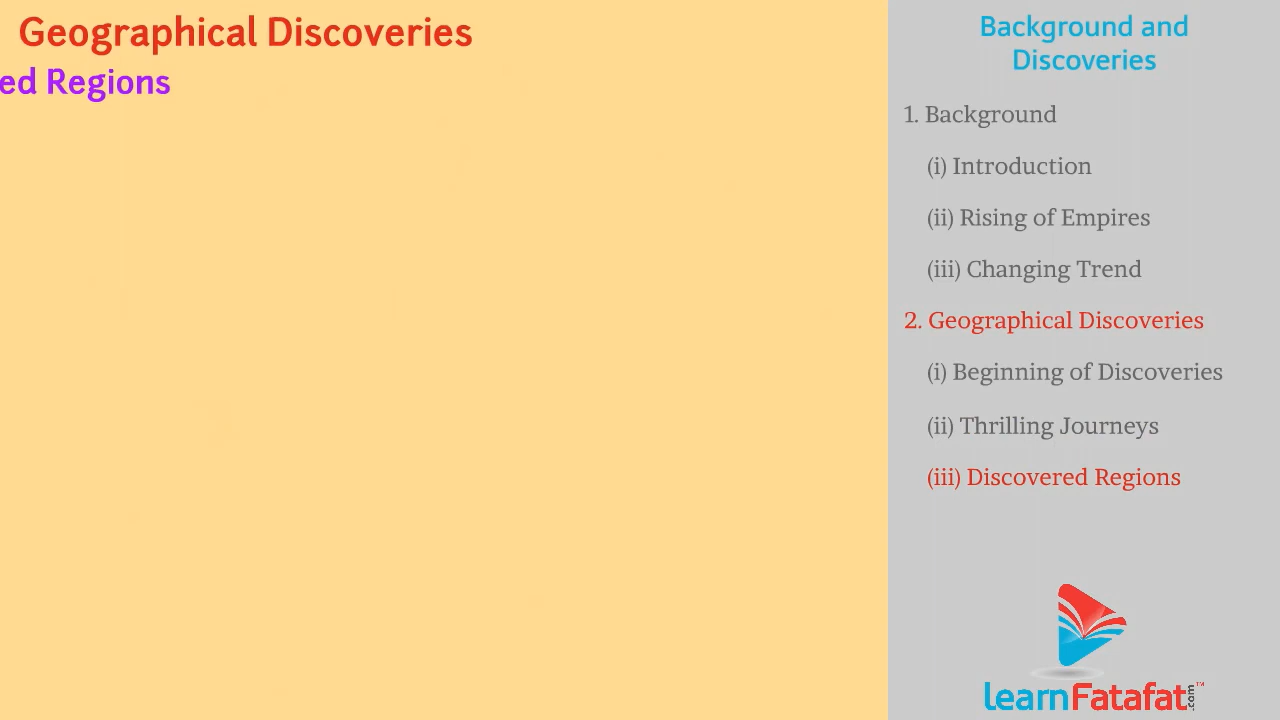 Geographical Discoveries
ed Regions
Background and
Discoveries
1. Background
(i) Introduction
(ii) Rising of Empires
(iii) Changing Trend
2. Geographical Discoveries
(i) Beginning of Discoveries
(ii) Thrilling Journeys
(iii) Discovered Regions
learnFatafat.com™